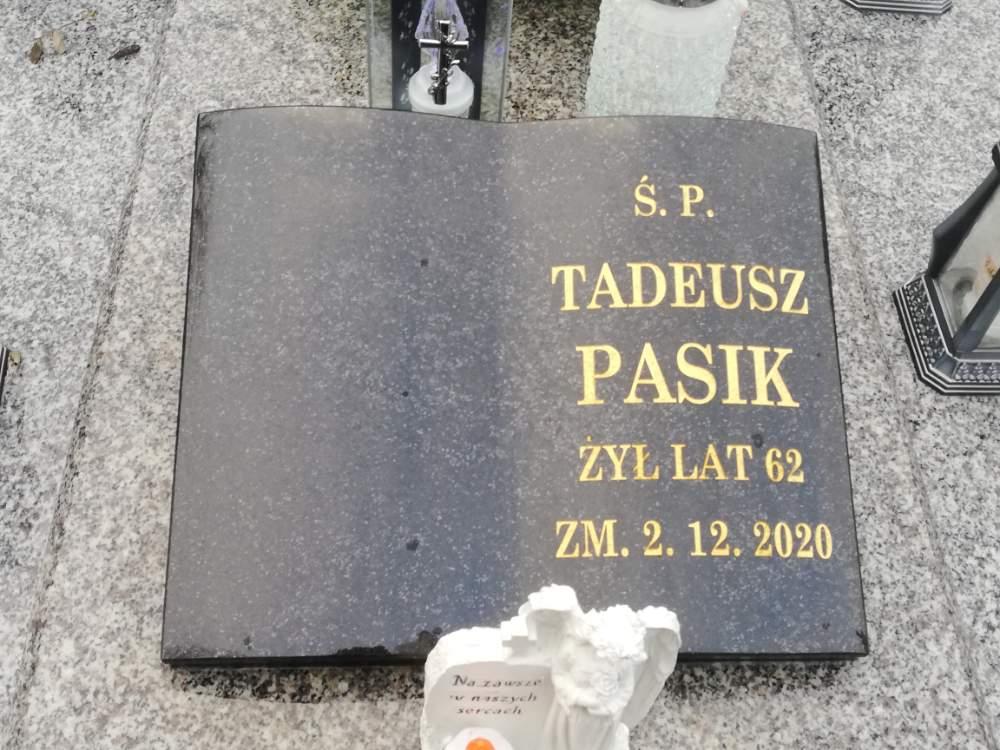 Ś. P.
TADEUSZ
PASIK
ŻYŁ LAT 62
ZM. 2. 12. 2020
Na zawsze
w naszych
sercach